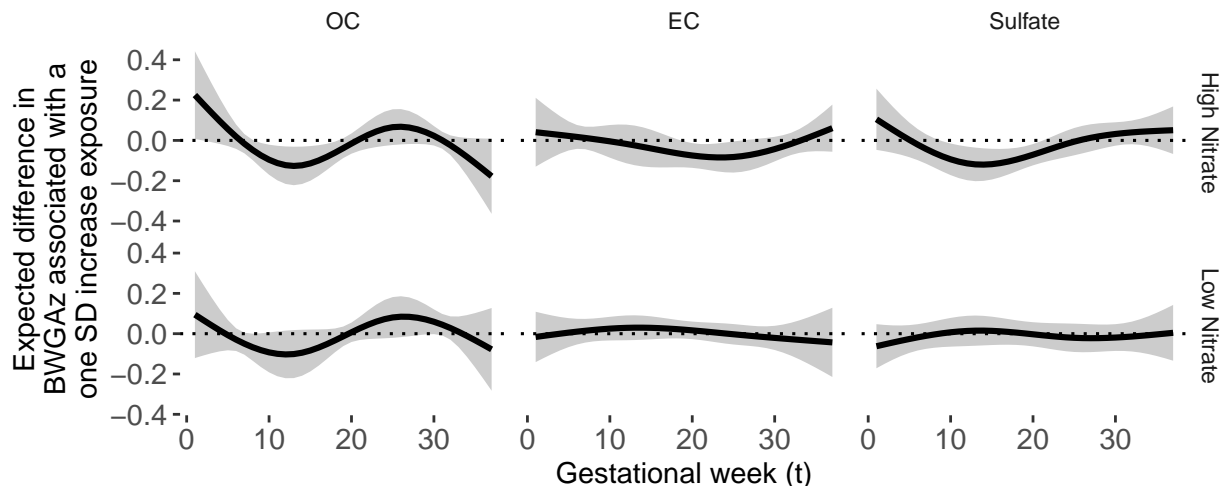 OC EC Sulfate
Expected difference in
BWGAz associated with a
one SD increase exposure
0.4
0.2
0.0
−0.2
−0.4
High Nitrate
0.4
0.2
0.0
−0.2
−0.4
Low Nitrate
0 10 20 30 0 10 20 30 0 10 20 30
Gestational week (t)